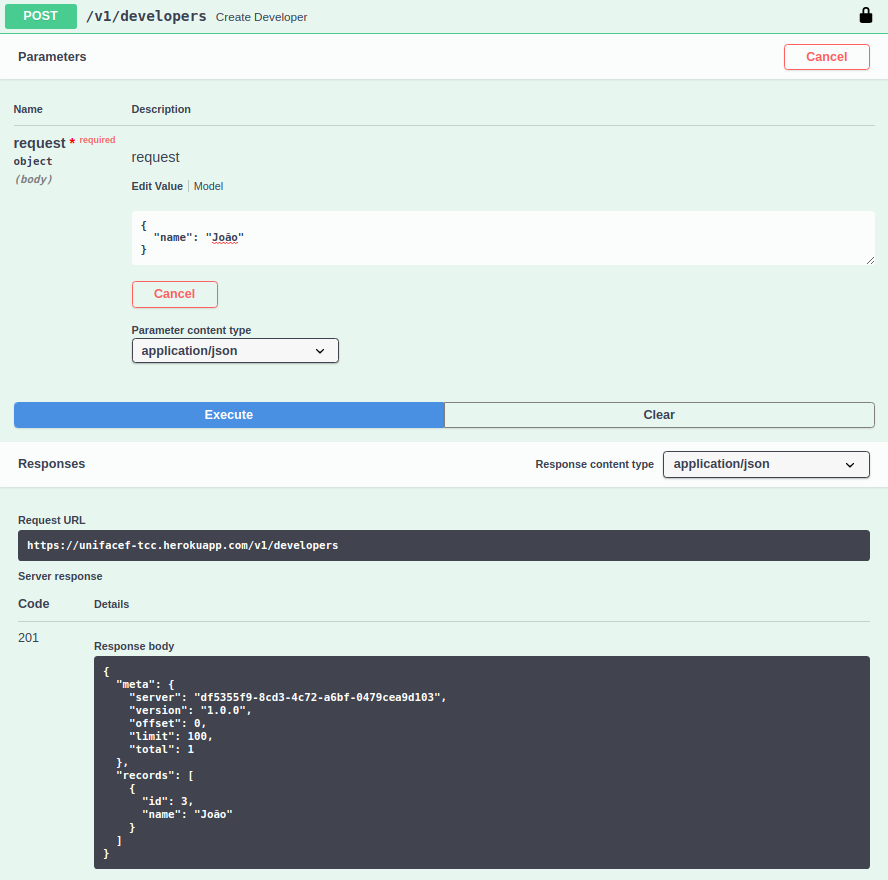 POST /v1/developers Create Developer
Parameters Cancel
Name Description
request * required
object
(body)
request
Edit Value Model
{
  "name": "João"
}
Cancel
Parameter content type
application/json
Execute Clear
Responses Response content type application/json
Request URL
https://unifacef-tcc.herokuapp.com/v1/developers
Server response
Code Details
201
Response body
{
  "meta": {
    "server": "df5355f9-8cd3-4c72-a6bf-0479cea9d103",
    "version": "1.0.0",
    "offset": 0,
    "limit": 100,
    "total": 1
  },
  "records": [
    {
      "id": 3,
      "name": "João"
    }
  ]
}